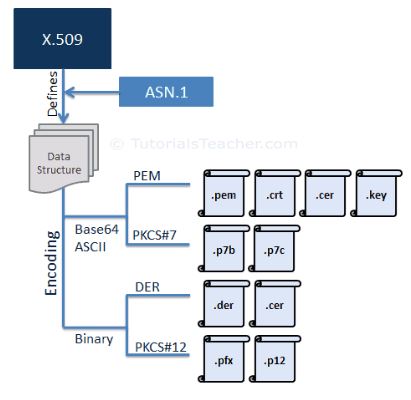 X.509
Defines
ASN.1
© TutorialsTeacher.com
Data
Structure
Encoding
PEM
.pem .crt .cer .key
Base64
ASCII
PKCS#7
.p7b .p7c
DER
.der .cer
Binary
PKCS#12
.pfx .p12